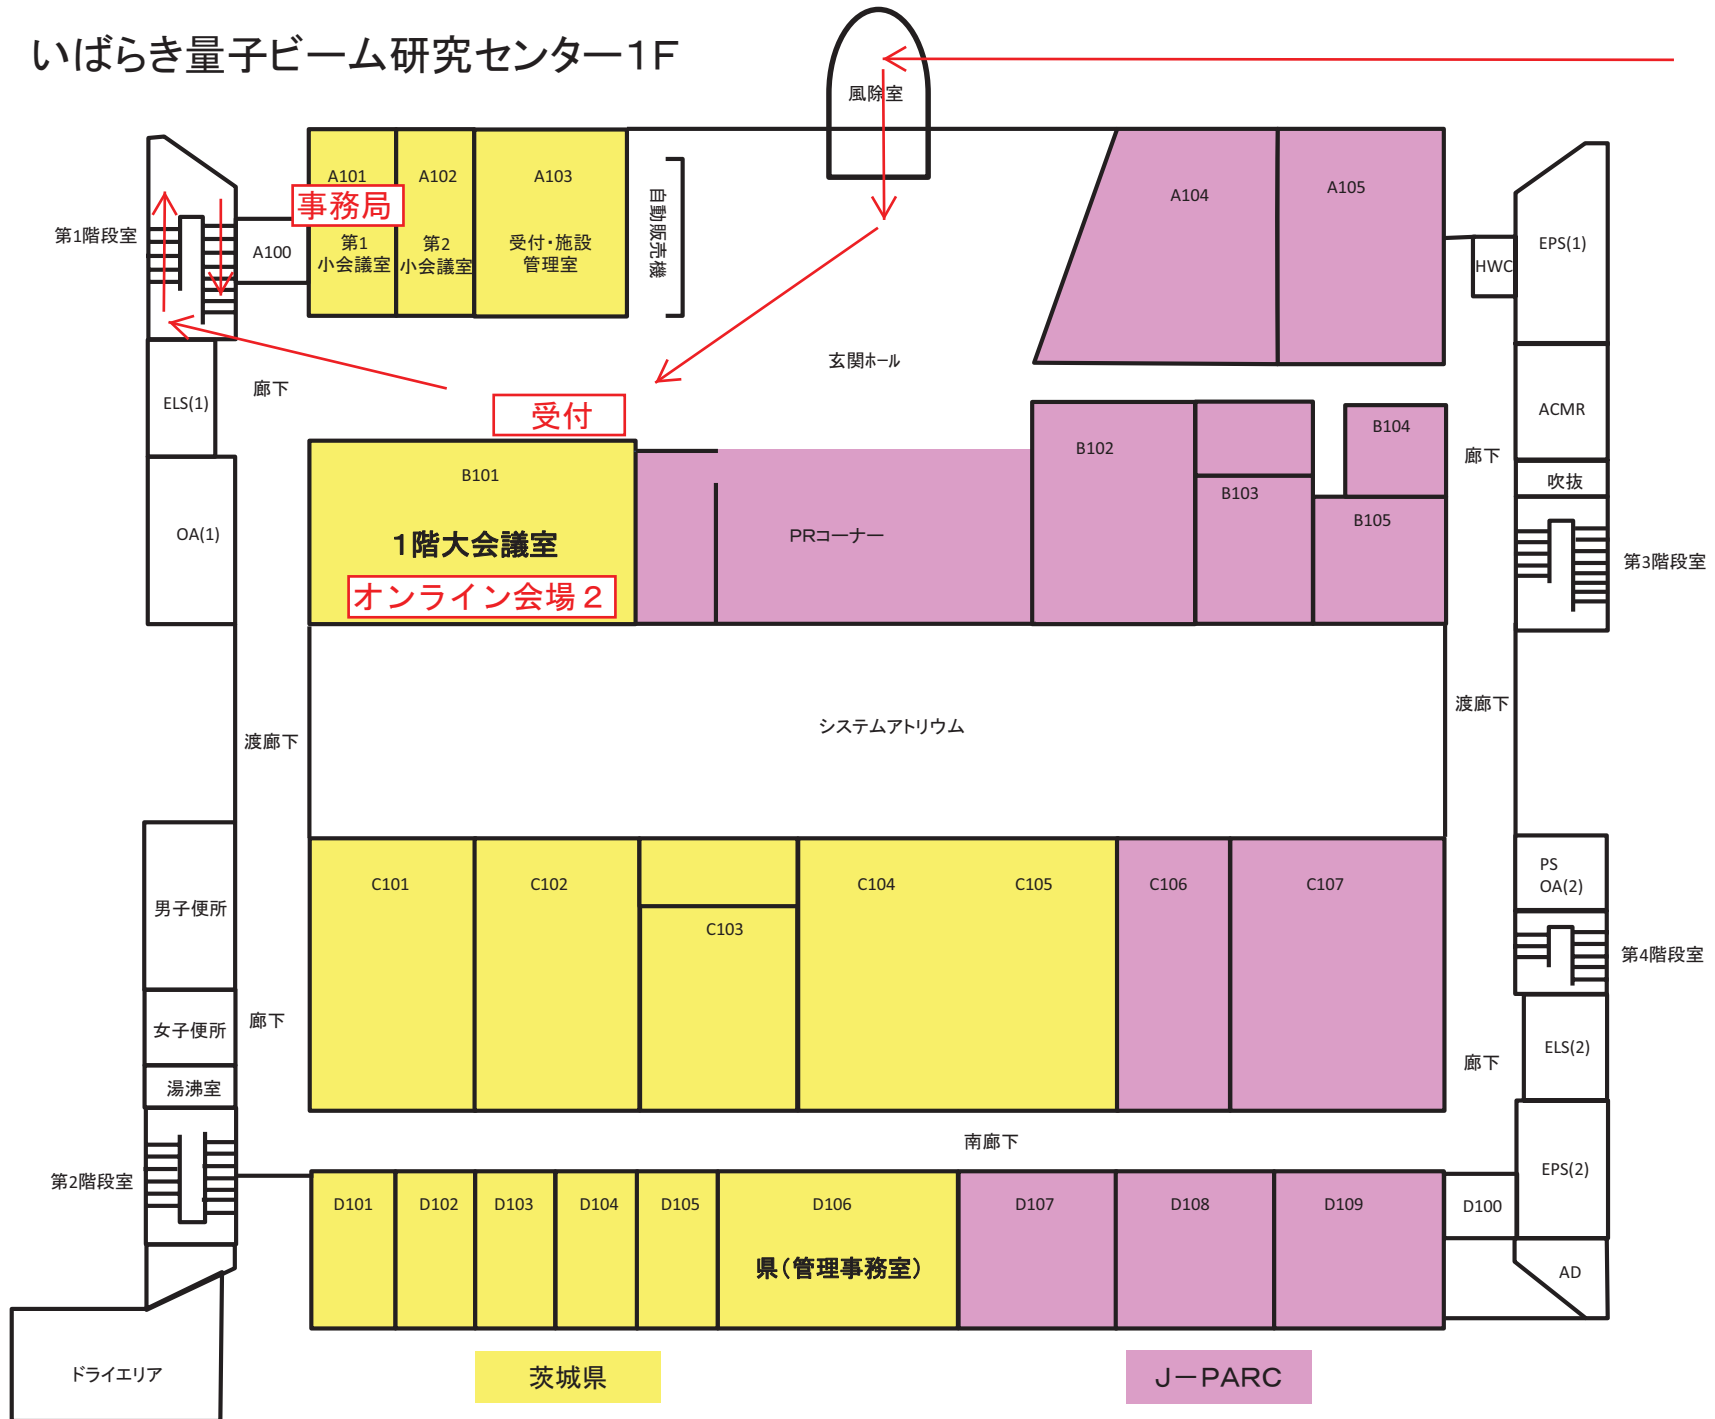 いばらき量子ビーム研究センター1F
風除室
A101
A102
A103
事務局
第1
小会議室
第2
小会議室
受付・施設
管理室
自動販売機
A104
A105
第1階段室
A100
EPS(1)
HWC
玄関ホール
ELS(1)
廊下
受付
ACMR
B101
1階大会議室
オンライン会場2
PRコーナー
B102
B103
B104
B105
廊下
吹抜
OA(1)
第3階段室
渡廊下
システムアトリウム
渡廊下
男子便所
C101
C102
C103
C104
C105
C106
C107
PS
OA(2)
第4階段室
女子便所
廊下
ELS(2)
廊下
湯沸室
南廊下
第2階段室
EPS(2)
D101
D102
D103
D104
D105
D106
県(管理事務室)
D107
D108
D109
D100
AD
ドライエリア
茨城県
J-PARC